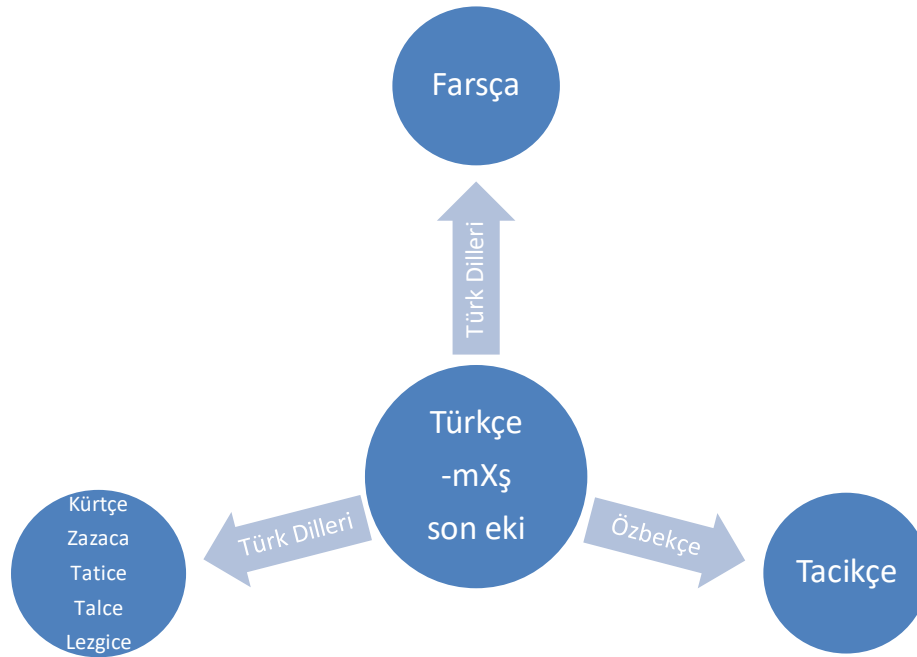 Farsça
Türk Dilleri
Türkçe
-mXş
son eki
Kürtçe
Zazaca
Tatice
Talce
Lezgice
Türk Dilleri
Özbekçe
Tacikçe